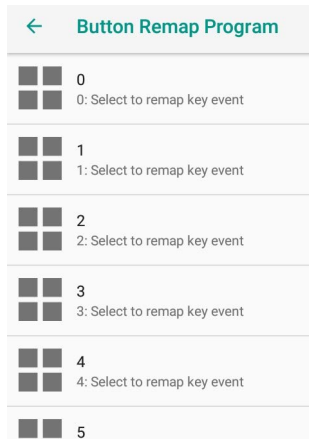 Button Remap Program
0
0: Select to remap key event
1
1: Select to remap key event
2
2: Select to remap key event
3
3: Select to remap key event
4
4: Select to remap key event
5